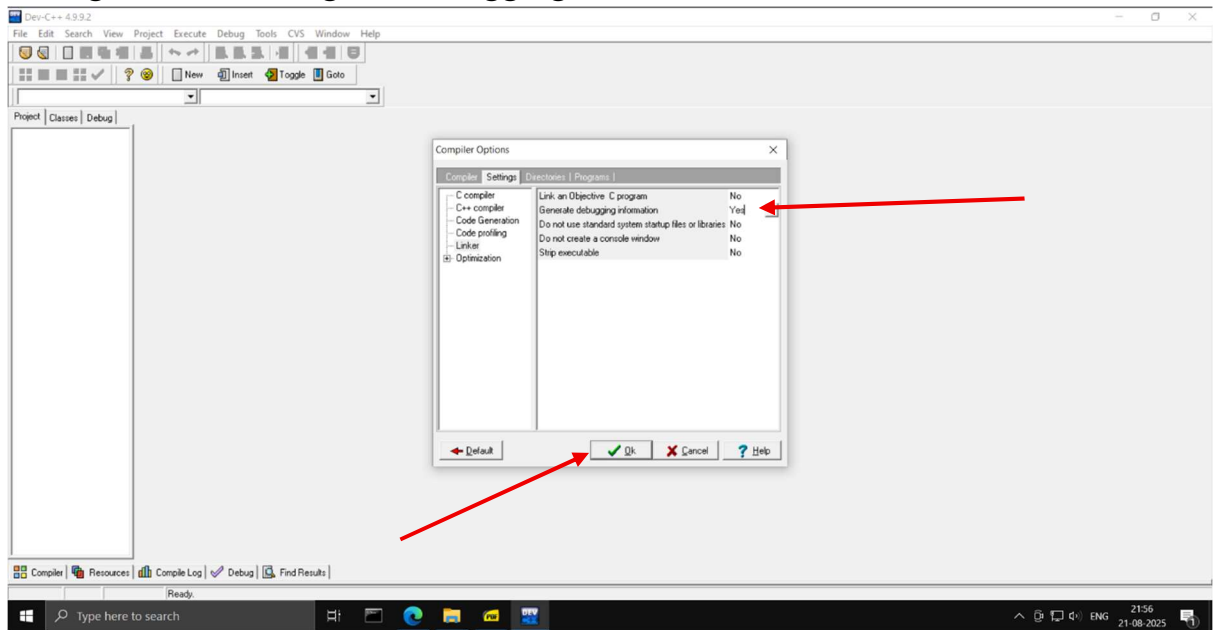 Dev-C++ 4.9.9.2
File Edit Search View Project Execute Debug Tools CVS Window Help
New Insert Toggle Goto
Project Classes Debug
Compiler Options
Compiler Settings Directories Programs
C compiler
C++ compiler
Code Generation
Code profiling
Linker
Optimization
Link an Objective C program No
Generate debugging information Yes
Do not use standard system startup files or libraries No
Do not create a console window No
Strip executable No
Default Ok Cancel Help
Compiler Resources Compile Log Debug Find Results
Ready.
Type here to search
DEV
ENG
21:56
21-08-2025
1